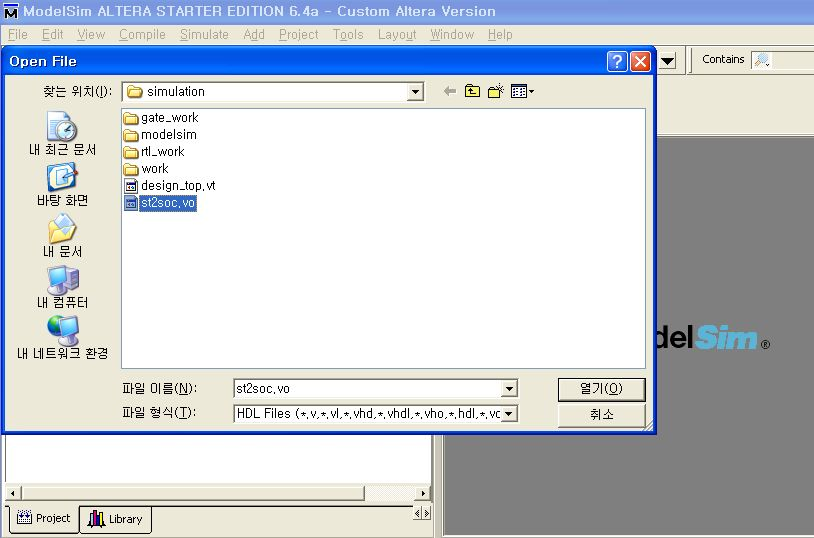 ModelSim ALTERA STARTER EDITION 6.4a - Custom Altera Version
File Edit View Compile Simulate Add Project Tools Layout Window Help
Open File
Contains
찾는 위치(I): simulation
gate_work
modelsim
rtl_work
work
design_top.vt
st2soc.vo
내 최근 문서
바탕 화면
내 문서
내 컴퓨터
내 네트워크 환경
delSim ®
파일 이름(N): st2soc.vo 열기(O)
파일 형식(T): HDL Files (*.v,*.vl,*.vhd,*.vhdl,*.vho,*.hdl,*.vo 취소
Project Library